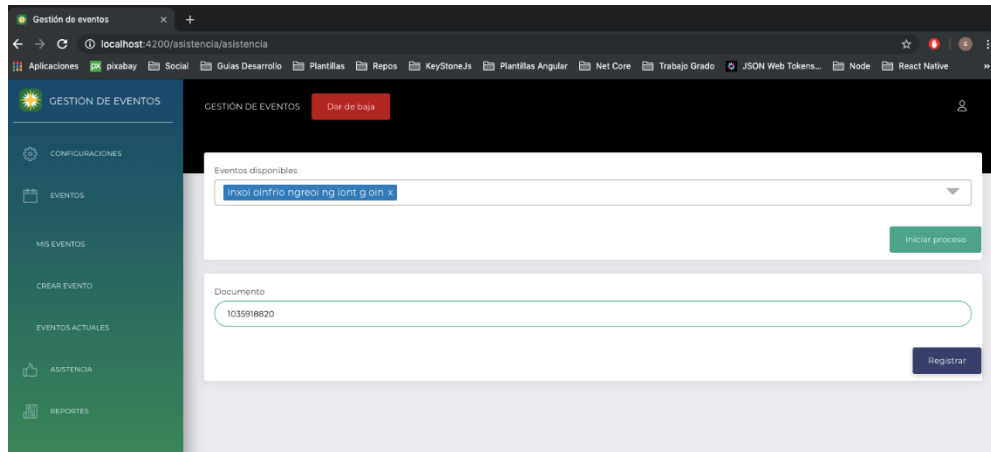 Gestión de eventos
localhost:4200/asistencia/asistencia
Aplicaciones px pixabay Social Guias Desarrollo Plantillas Repos KeyStoneJs Plantillas Angular Net Core Trabajo Grado JSON Web Tokens... Node React Native »
GESTIÓN DE EVENTOS
CONFIGURACIONES
EVENTOS
MIS EVENTOS
CREAR EVENTO
EVENTOS ACTUALES
ASISTENCIA
REPORTES
GESTIÓN DE EVENTOS Dar de baja
Eventos disponibles
inxoi oinfrio ngreoi ng iont g oin x
Iniciar proceso
Documento
1035918820
Registrar